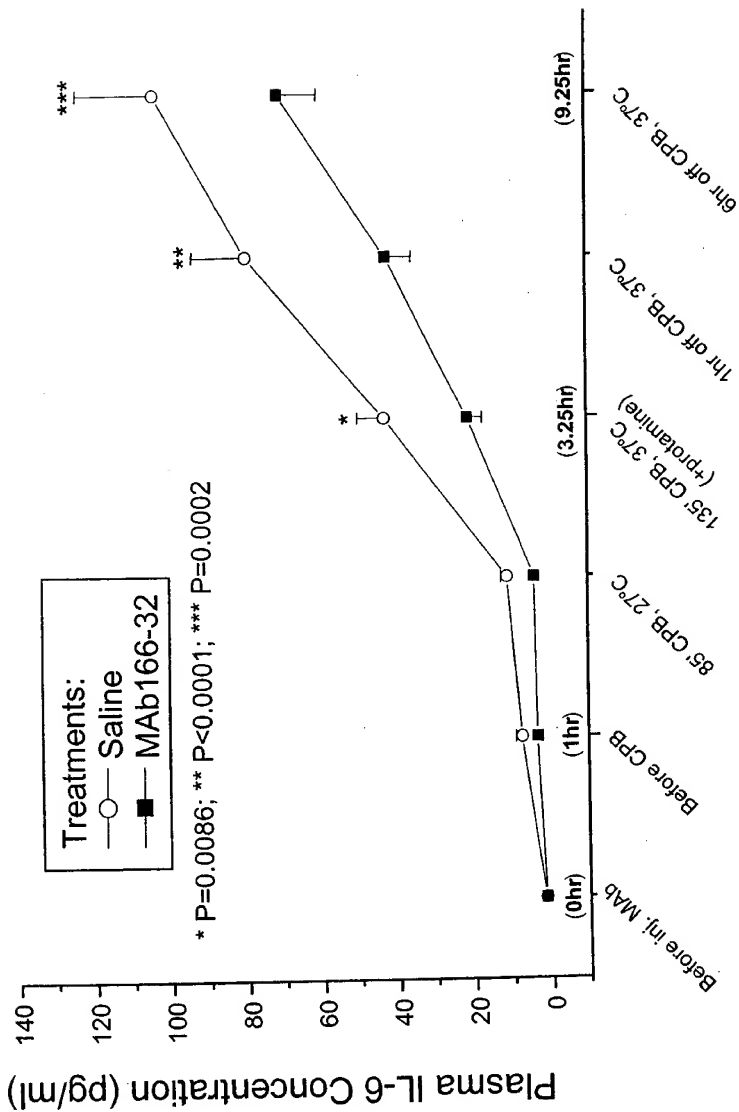 Plasma IL-6 Concentration (pg/ml)
140
120
100
80
60
40
20
0
Treatments:
Saline
MAb166-32
* P=0.0086; ** P<0.0001; *** P=0.0002
*
**
***
(0hr)
(1hr)
(3.25hr)
(9.25hr)
Before inj. MAb
Before CPB
85' CPB, 27°C
135' CPB, 37°C
(+protamine)
1hr off CPB, 37°C
6hr off CPB, 37°C